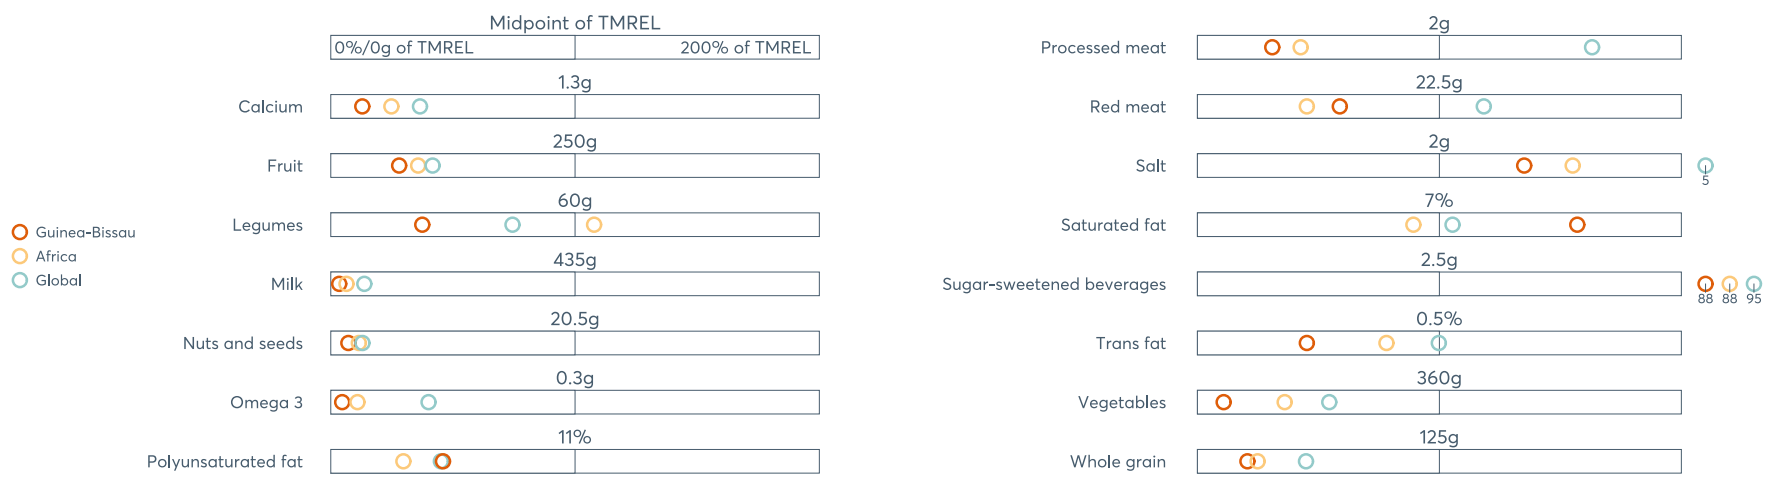 Midpoint of TMREL
0%/0g of TMREL
200% of TMREL
1.3g
Calcium
250g
Fruit
60g
Legumes
435g
Milk
20.5g
Nuts and seeds
0.3g
Omega 3
11%
Polyunsaturated fat
Guinea-Bissau
Africa
Global
2g
Processed meat
22.5g
Red meat
2g
Salt
5
7%
Saturated fat
2.5g
Sugar-sweetened beverages
88 88 95
0.5%
Trans fat
360g
Vegetables
125g
Whole grain